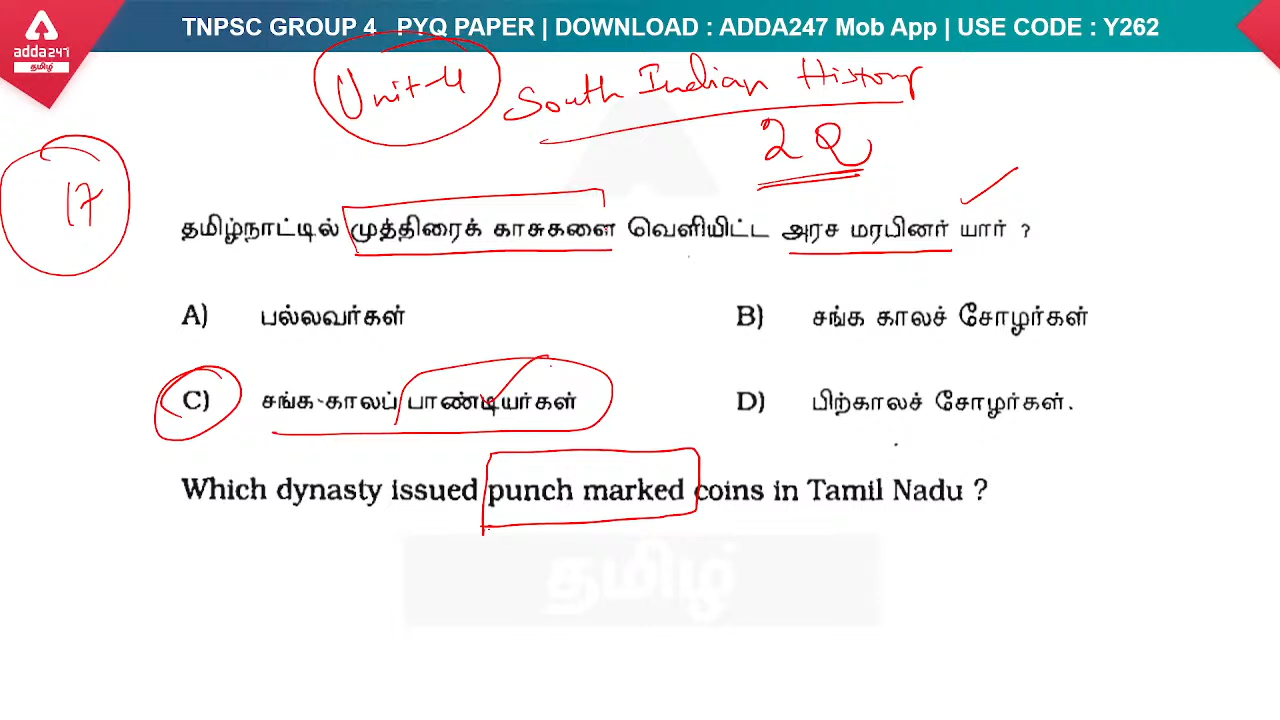 TNPSC GROUP 4 PYQ PAPER | DOWNLOAD : ADDA247 Mob App | USE CODE : Y262
adda247
தமிழ்
Unit-4 South Indian History
2 Q
17
தமிழ்நாட்டில் முத்திரைக் காசுகளை வெளியிட்ட அரச மரபினர் யார் ?
A) பல்லவர்கள்
B) சங்க காலச் சோழர்கள்
C) சங்க காலப் பாண்டியர்கள்
D) பிற்காலச் சோழர்கள்.
Which dynasty issued punch marked coins in Tamil Nadu ?
தமிழ்